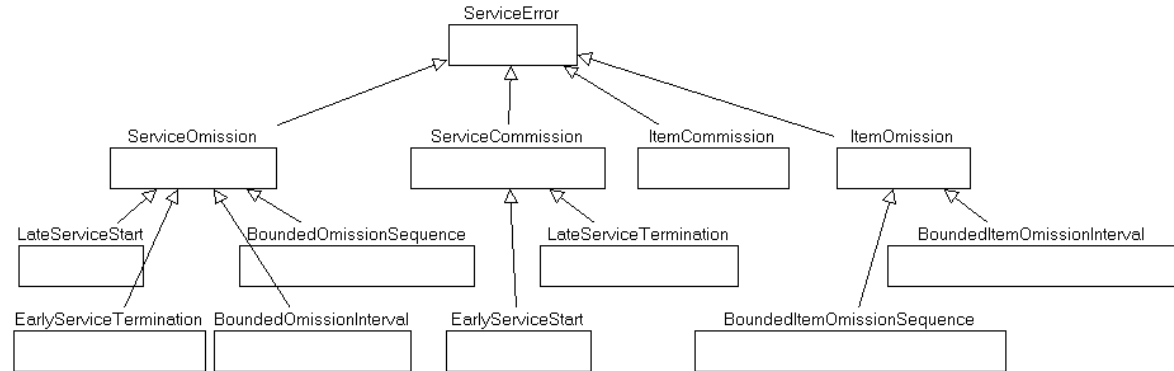 ServiceError
ServiceOmission
ServiceCommission
ItemCommission
ItemOmission
LateServiceStart
BoundedOmissionSequence
LateServiceTermination
BoundedItemOmissionInterval
EarlyServiceTermination
BoundedOmissionInterval
EarlyServiceStart
BoundedItemOmissionSequence